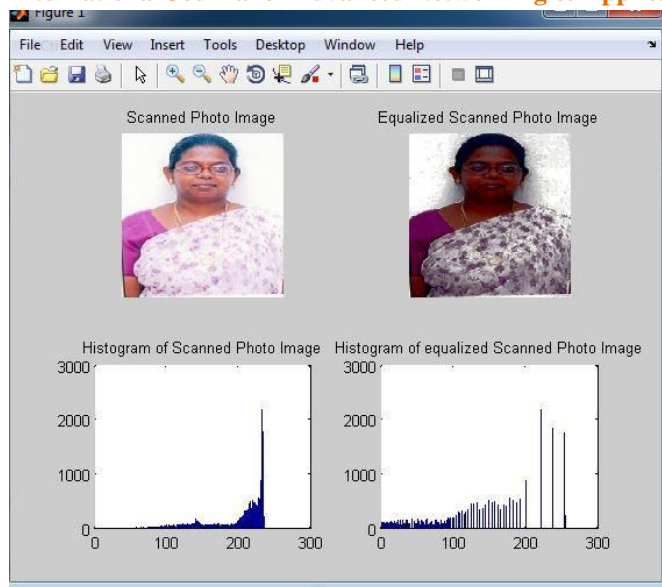 Figure 1
File Edit View Insert Tools Desktop Window Help
Scanned Photo Image
Equalized Scanned Photo Image
Histogram of Scanned Photo Image
3000
2000
1000
0
0 100 200 300
Histogram of equalized Scanned Photo Image
3000
2000
1000
0
0 100 200 300